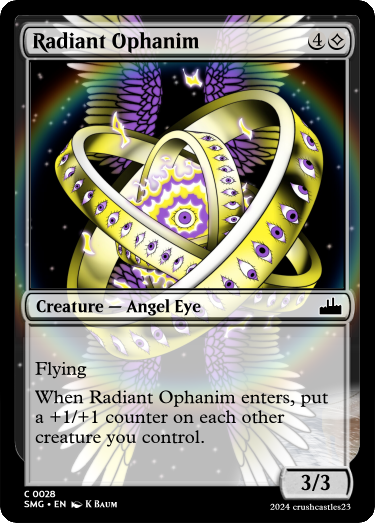 Radiant Ophanim 4
Creature — Angel Eye
Flying
When Radiant Ophanim enters, put
a +1/+1 counter on each other
creature you control.
3/3
C 0028
SMG • EN K Baum
2024 crushcastles23